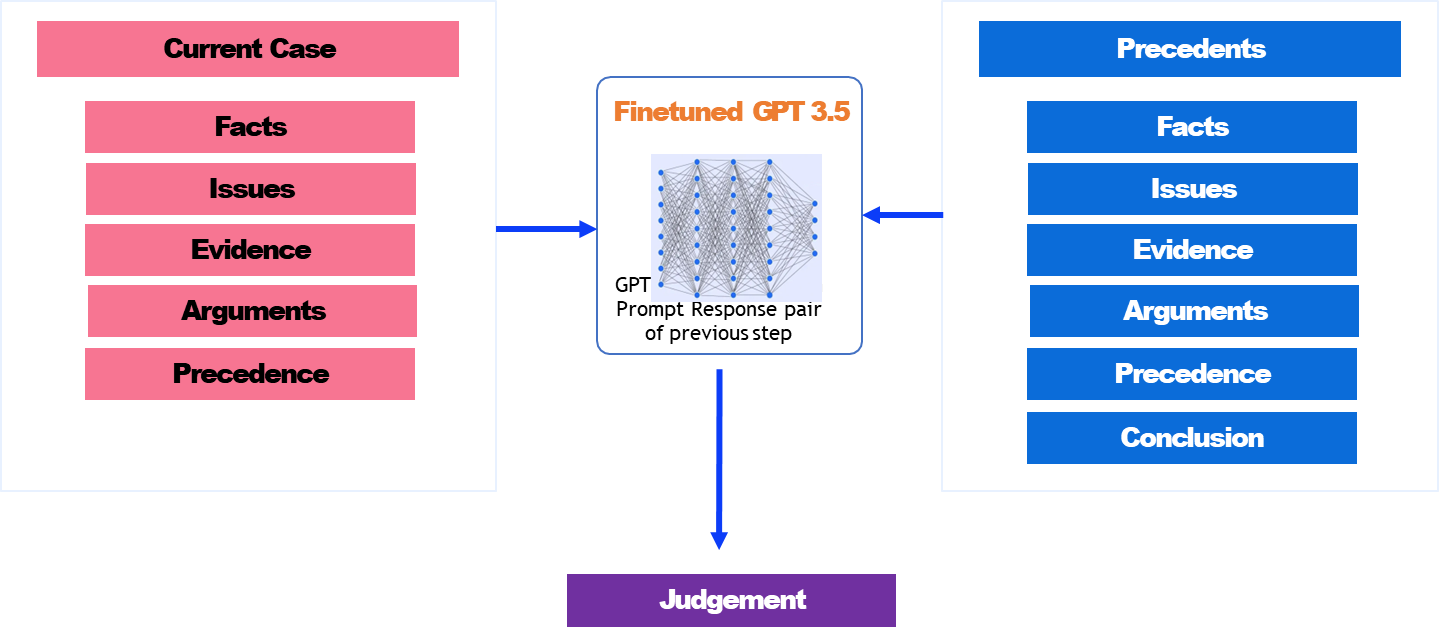 Current Case
Facts
Issues
Evidence
Arguments
Precedence
Finetuned GPT 3.5
GPT
Prompt Response pair
of previous step
Precedents
Facts
Issues
Evidence
Arguments
Precedence
Conclusion
Judgement